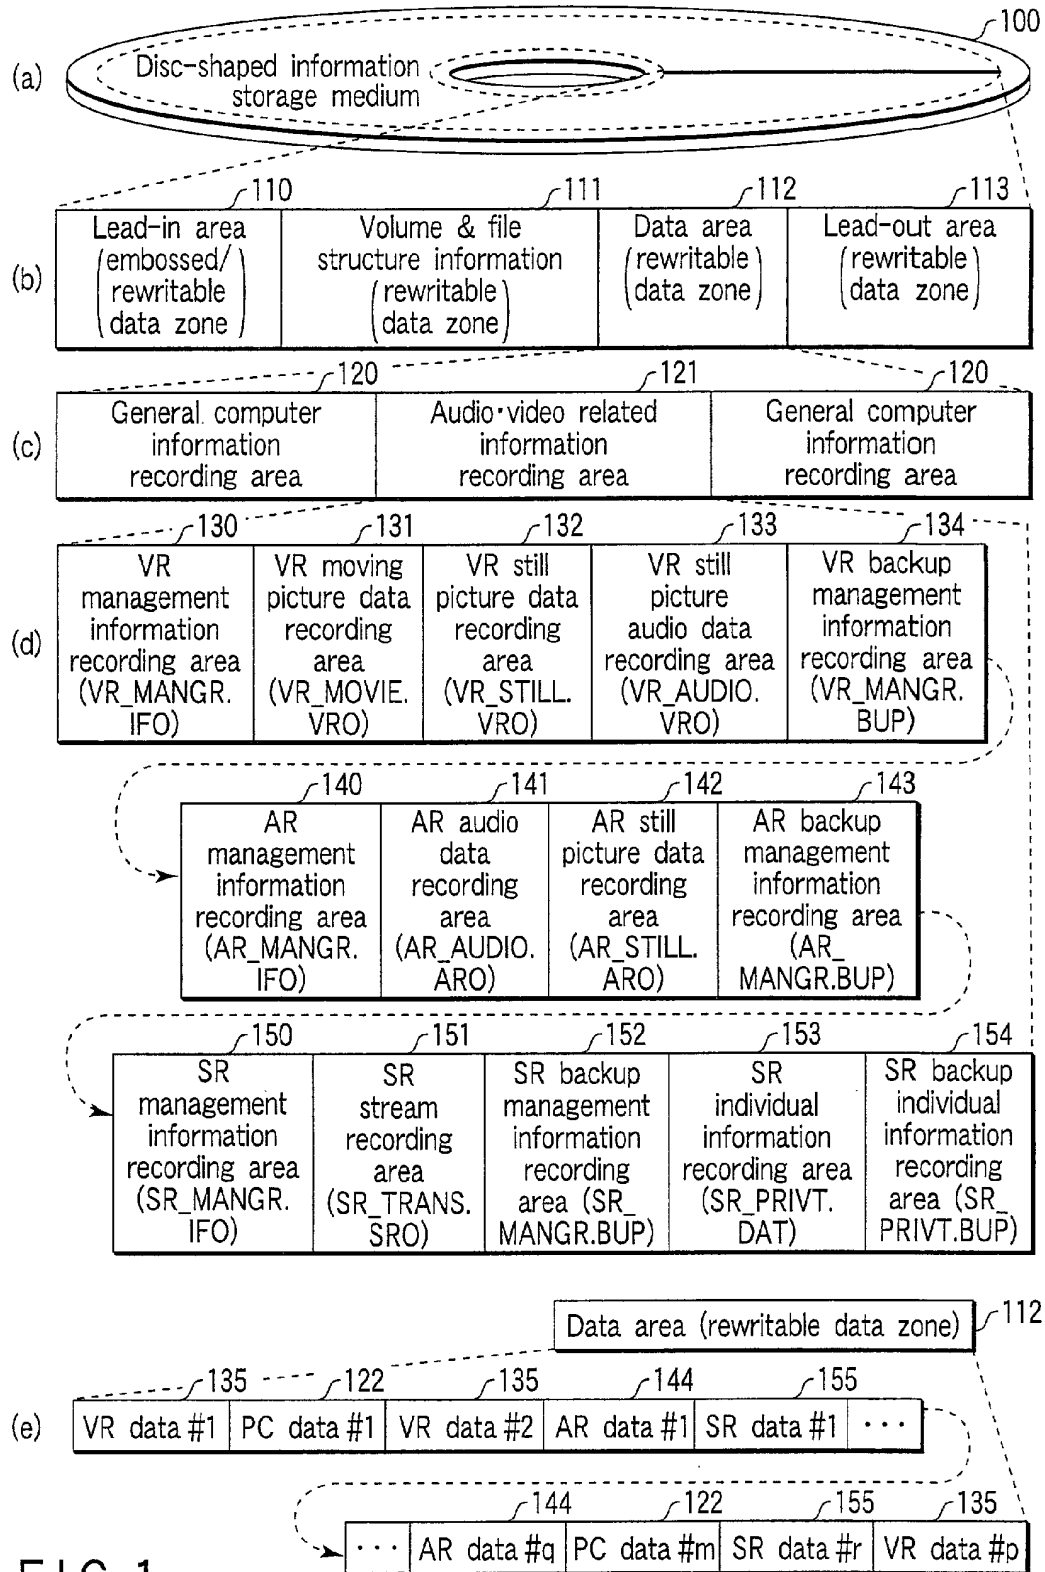 100
(a)
Disc-shaped information
storage medium
110
111
112
113
(b)
Lead-in area
(embossed/
rewritable
data zone)
Volume & file
structure information
(rewritable
data zone)
Data area
(rewritable
data zone)
Lead-out area
(rewritable
data zone)
120
121
120
(c)
General computer
information
recording area
Audio·video related
information
recording area
General computer
information
recording area
130
131
132
133
134
(d)
VR
management
information
recording area
(VR_MANGR.
IFO)
VR moving
picture data
recording
area
(VR_MOVIE.
VRO)
VR still
picture data
recording
area
(VR_STILL.
VRO)
VR still
picture
audio data
recording area
(VR_AUDIO.
VRO)
VR backup
management
information
recording area
(VR_MANGR.
BUP)
140
141
142
143
AR
management
information
recording area
(AR_MANGR.
IFO)
AR audio
data
recording
area
(AR_AUDIO.
ARO)
AR still
picture data
recording
area
(AR_STILL.
ARO)
AR backup
management
information
recording area
(AR_
MANGR.BUP)
150
151
152
153
154
SR
management
information
recording area
(SR_MANGR.
IFO)
SR
stream
recording
area
(SR_TRANS.
SRO)
SR backup
management
information
recording
area (SR_
MANGR.BUP)
SR
individual
information
recording area
(SR_PRIVT.
DAT)
SR backup
individual
information
recording
area (SR_
PRIVT.BUP)
Data area (rewritable data zone)
112
135
122
135
144
155
(e)
VR data #1
PC data #1
VR data #2
AR data #1
SR data #1
···
144
122
155
135
···
AR data #q
PC data #m
SR data #r
VR data #p
FIG. 1